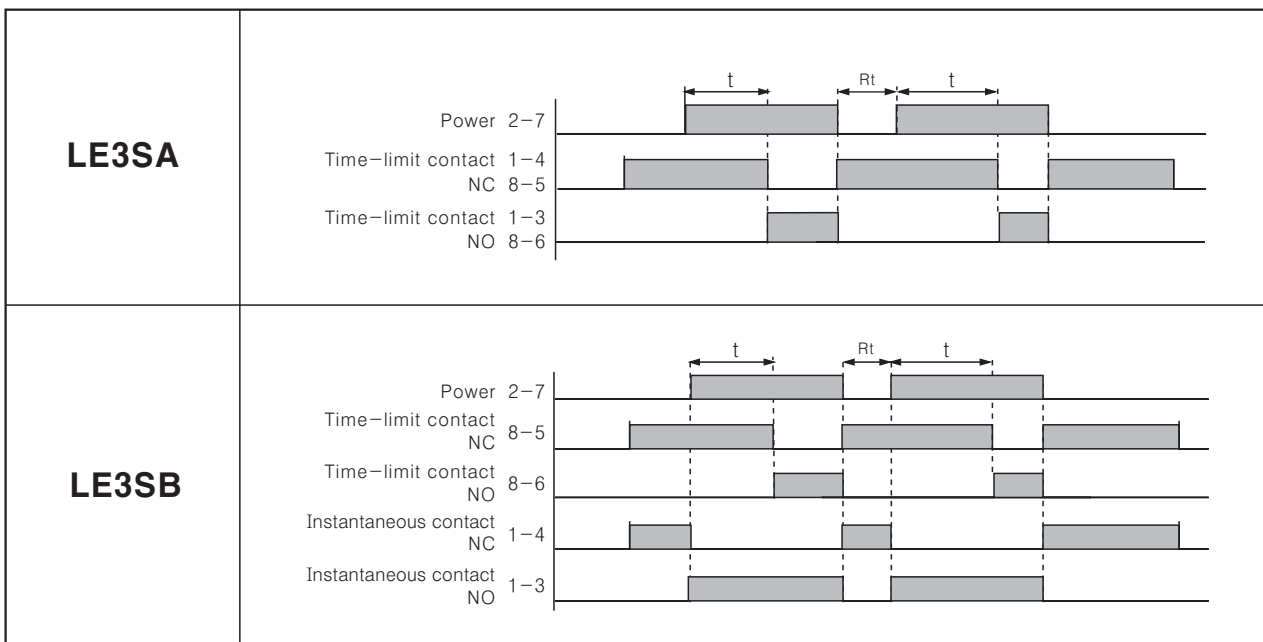 LE3SA
t Rt t
Power 2-7
Time-limit contact 1-4
NC 8-5
Time-limit contact 1-3
NO 8-6
LE3SB
t Rt t
Power 2-7
Time-limit contact
NC 8-5
Time-limit contact
NO 8-6
Instantaneous contact
NC 1-4
Instantaneous contact
NO 1-3